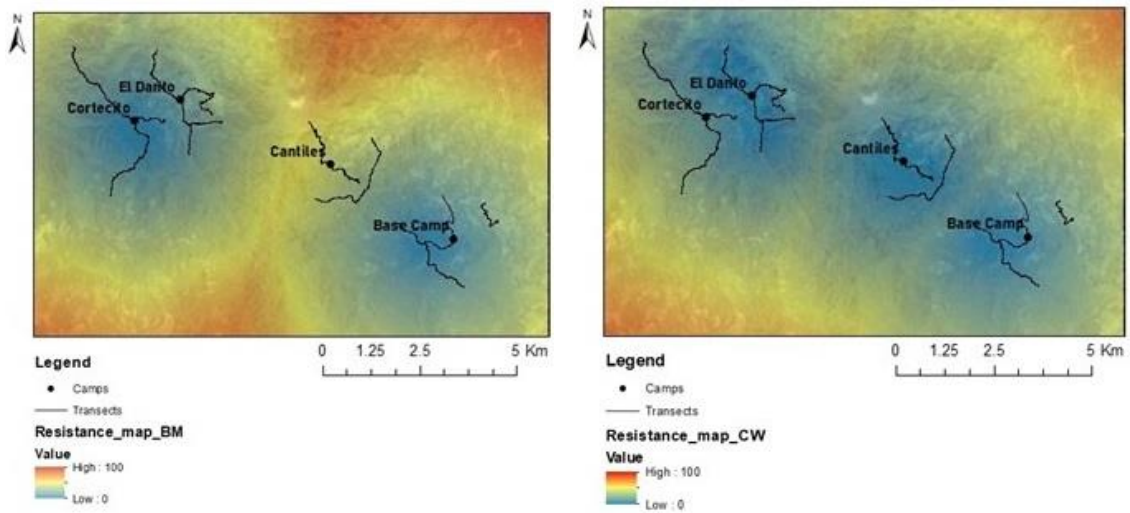 N
El Danto
Cortecito
Cantiles
Base Camp
0 1.25 2.5 5 Km
Legend
Camps
Transects
Resistance_map_BM
Value
High : 100
Low : 0
N
El Danto
Cortecito
Cantiles
Base Camp
0 1.25 2.5 5 Km
Legend
Camps
Transects
Resistance_map_CW
Value
High : 100
Low : 0